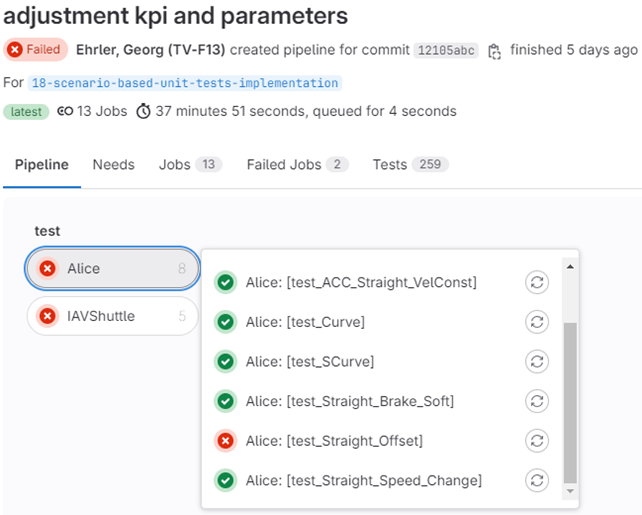 adjustment kpi and parameters
Failed Ehrler, Georg (TV-F13) created pipeline for commit 12105abc finished 5 days ago
For 18-scenario-based-unit-tests-implementation
latest 13 Jobs 37 minutes 51 seconds, queued for 4 seconds
Pipeline Needs Jobs 13 Failed Jobs 2 Tests 259
test
Alice 8
IAVShuttle 5
Alice: [test_ACC_Straight_VelConst]
Alice: [test_Curve]
Alice: [test_SCurve]
Alice: [test_Straight_Brake_Soft]
Alice: [test_Straight_Offset]
Alice: [test_Straight_Speed_Change]